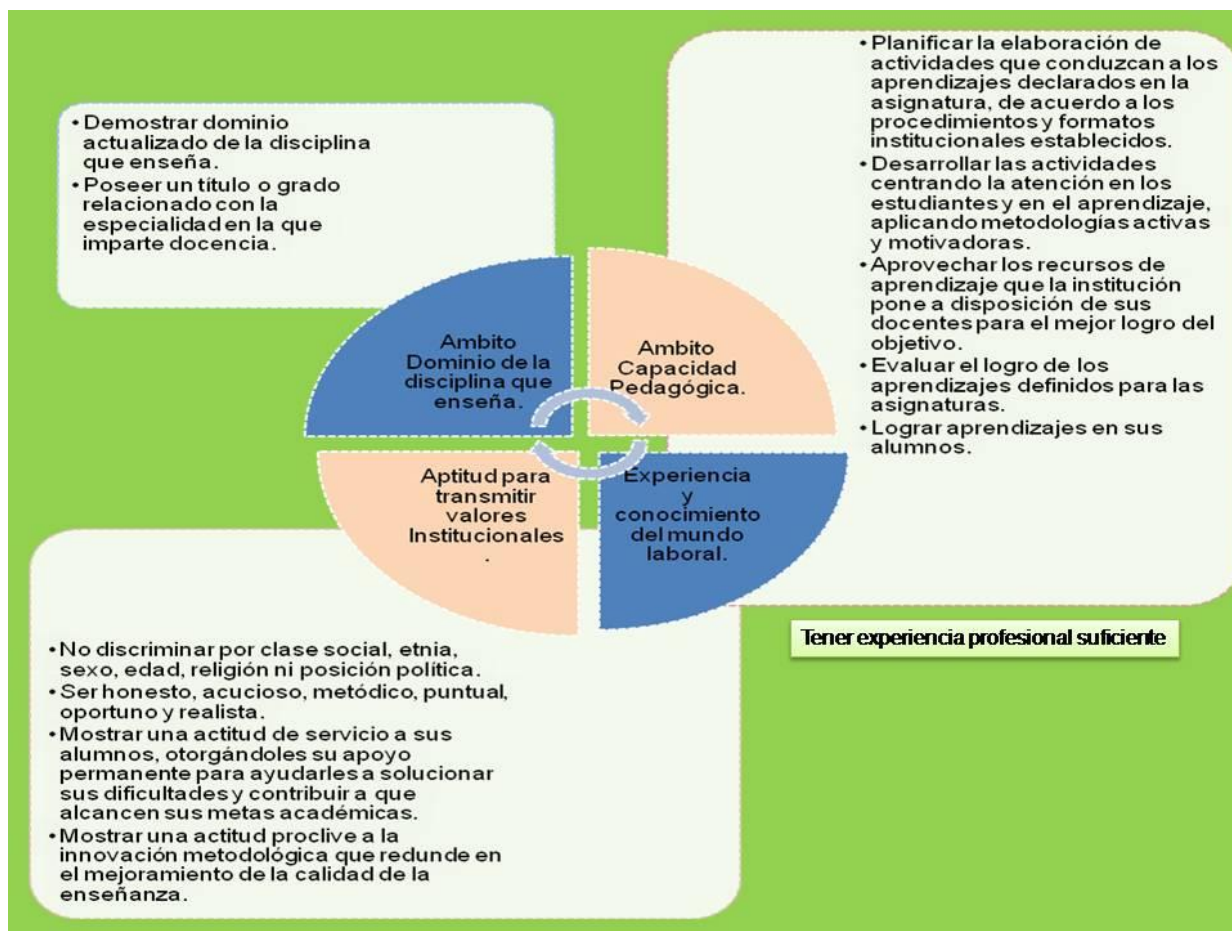 • Demostrar dominio
actualizado de la disciplina
que enseña.
• Poseer un título o grado
relacionado con la
especialidad en la que
imparte docencia.
• Planificar la elaboración de
actividades que conduzcan a los
aprendizajes declarados en la
asignatura, de acuerdo a los
procedimientos y formatos
institucionales establecidos.
• Desarrollar las actividades
centrando la atención en los
estudiantes y en el aprendizaje,
aplicando metodologías activas
y motivadoras.
• Aprovechar los recursos de
aprendizaje que la institución
pone a disposición de sus
docentes para el mejor logro del
objetivo.
• Evaluar el logro de los
aprendizajes definidos para las
asignaturas.
• Lograr aprendizajes en sus
alumnos.
Ambito
Dominio de la
disciplina que
enseña.
Ambito
Capacidad
Pedagógica.
Aptitud para
transmitir
valores
Institucionales
.
Experiencia
y
conocimiento
del mundo
laboral.
Tener experiencia profesional suficiente
• No discriminar por clase social, etnia,
sexo, edad, religión ni posición política.
• Ser honesto, acucioso, metódico, puntual,
oportuno y realista.
• Mostrar una actitud de servicio a sus
alumnos, otorgándoles su apoyo
permanente para ayudarles a solucionar
sus dificultades y contribuir a que
alcancen sus metas académicas.
• Mostrar una actitud proclive a la
innovación metodológica que redunde en
el mejoramiento de la calidad de la
enseñanza.